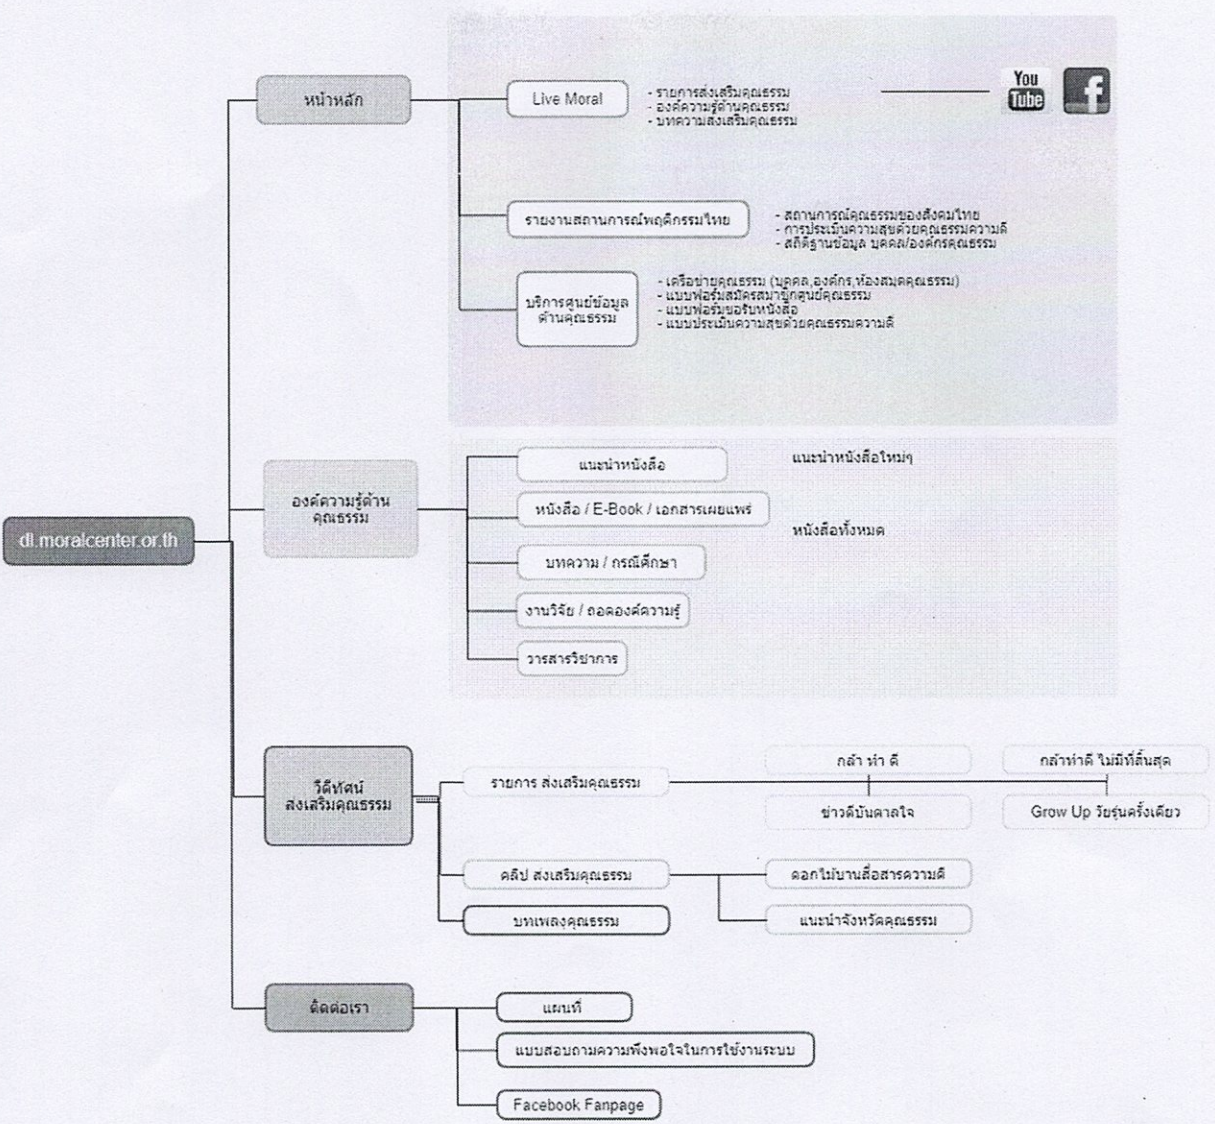 dl.moralcenter.or.th
หน้าหลัก
Live Moral
- รายการส่งเสริมคุณธรรม
- องค์ความรู้ด้านคุณธรรม
- บทความส่งเสริมคุณธรรม
You
Tube
f
รายงานสถานการณ์พฤติกรรมไทย
- สถานการณ์คุณธรรมของสังคมไทย
- การประเมินความสุขด้วยคุณธรรมความดี
- สถิติฐานข้อมูล บุคคล/องค์กรคุณธรรม
บริการศูนย์ข้อมูล
ด้านคุณธรรม
- เครือข่ายคุณธรรม (บุคคล,องค์กร,ห้องสมุดคุณธรรม)
- แบบฟอร์มสมัครสมาชิกศูนย์คุณธรรม
- แบบฟอร์มขอรับหนังสือ
- แบบประเมินความสุขด้วยคุณธรรมความดี
องค์ความรู้ด้าน
คุณธรรม
แนะนำหนังสือ
แนะนำหนังสือใหม่ๆ
หนังสือ / E-Book / เอกสารเผยแพร่
หนังสือทั้งหมด
บทความ / กรณีศึกษา
งานวิจัย / ถอดองค์ความรู้
วารสารวิชาการ
วีดีทัศน์
ส่งเสริมคุณธรรม
รายการ ส่งเสริมคุณธรรม
กล้า ทำ ดี
กล้าทำดี ไม่มีที่สิ้นสุด
ข่าวดีบันดาลใจ
Grow Up วัยรุ่นครั้งเดียว
คลิป ส่งเสริมคุณธรรม
ดอกไม้บานสื่อสารความดี
บทเพลงคุณธรรม
แนะนำจังหวัดคุณธรรม
ติดต่อเรา
แผนที่
แบบสอบถามความพึงพอใจในการใช้งานระบบ
Facebook Fanpage